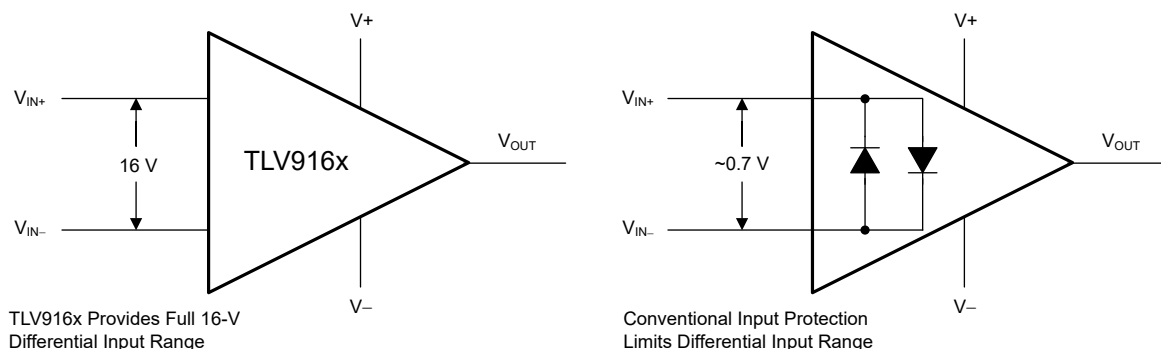 V+
VIN+
16 V
TLV916x
VOUT
VIN–
V–
TLV916x Provides Full 16-V
Differential Input Range
V+
VIN+
~0.7 V
VOUT
VIN–
V–
Conventional Input Protection
Limits Differential Input Range